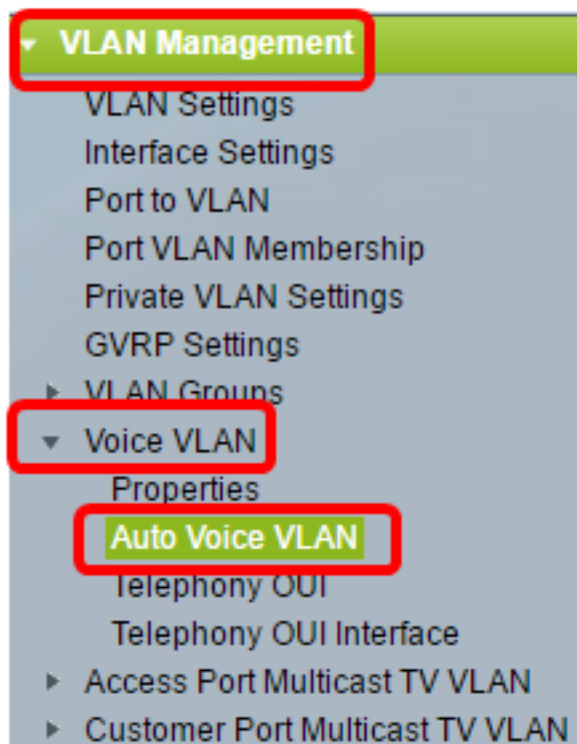 VLAN Management
VLAN Settings
Interface Settings
Port to VLAN
Port VLAN Membership
Private VLAN Settings
GVRP Settings
VLAN Groups
Voice VLAN
Properties
Auto Voice VLAN
Telephony OUI
Telephony OUI Interface
Access Port Multicast TV VLAN
Customer Port Multicast TV VLAN